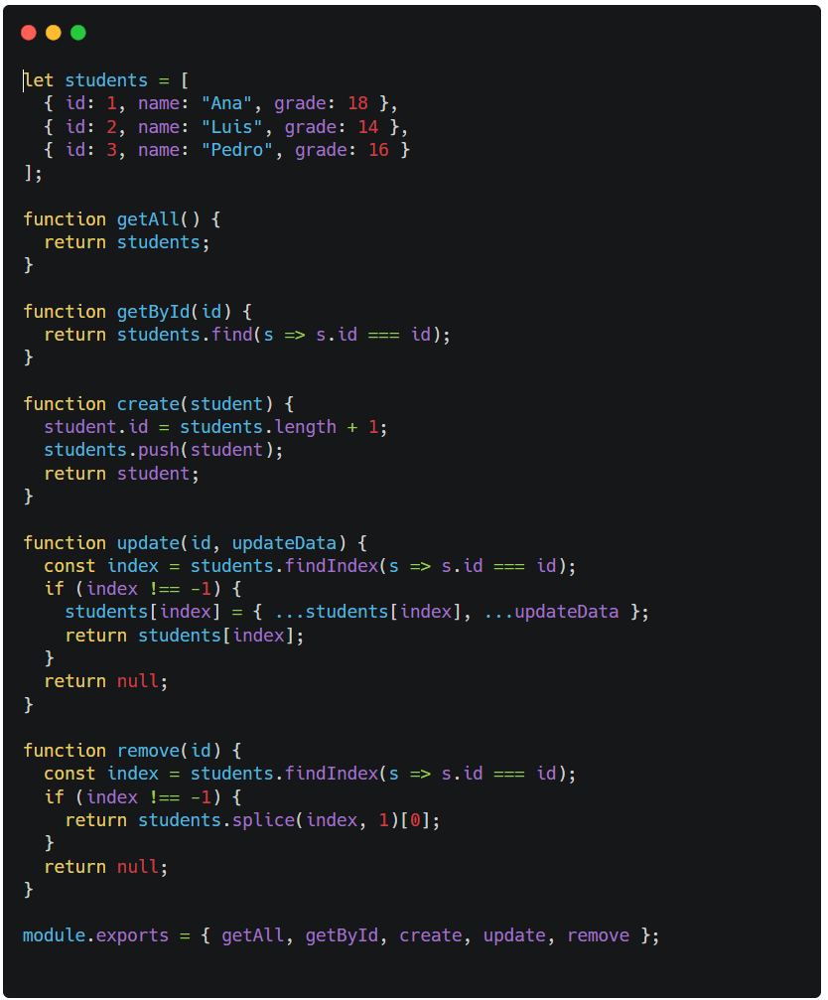 let students = [
  { id: 1, name: "Ana", grade: 18 },
  { id: 2, name: "Luis", grade: 14 },
  { id: 3, name: "Pedro", grade: 16 }
];

function getAll() {
  return students;
}

function getById(id) {
  return students.find(s => s.id === id);
}

function create(student) {
  student.id = students.length + 1;
  students.push(student);
  return student;
}

function update(id, updateData) {
  const index = students.findIndex(s => s.id === id);
  if (index !== -1) {
    students[index] = { ...students[index], ...updateData };
    return students[index];
  }
  return null;
}

function remove(id) {
  const index = students.findIndex(s => s.id === id);
  if (index !== -1) {
    return students.splice(index, 1)[0];
  }
  return null;
}

module.exports = { getAll, getById, create, update, remove };